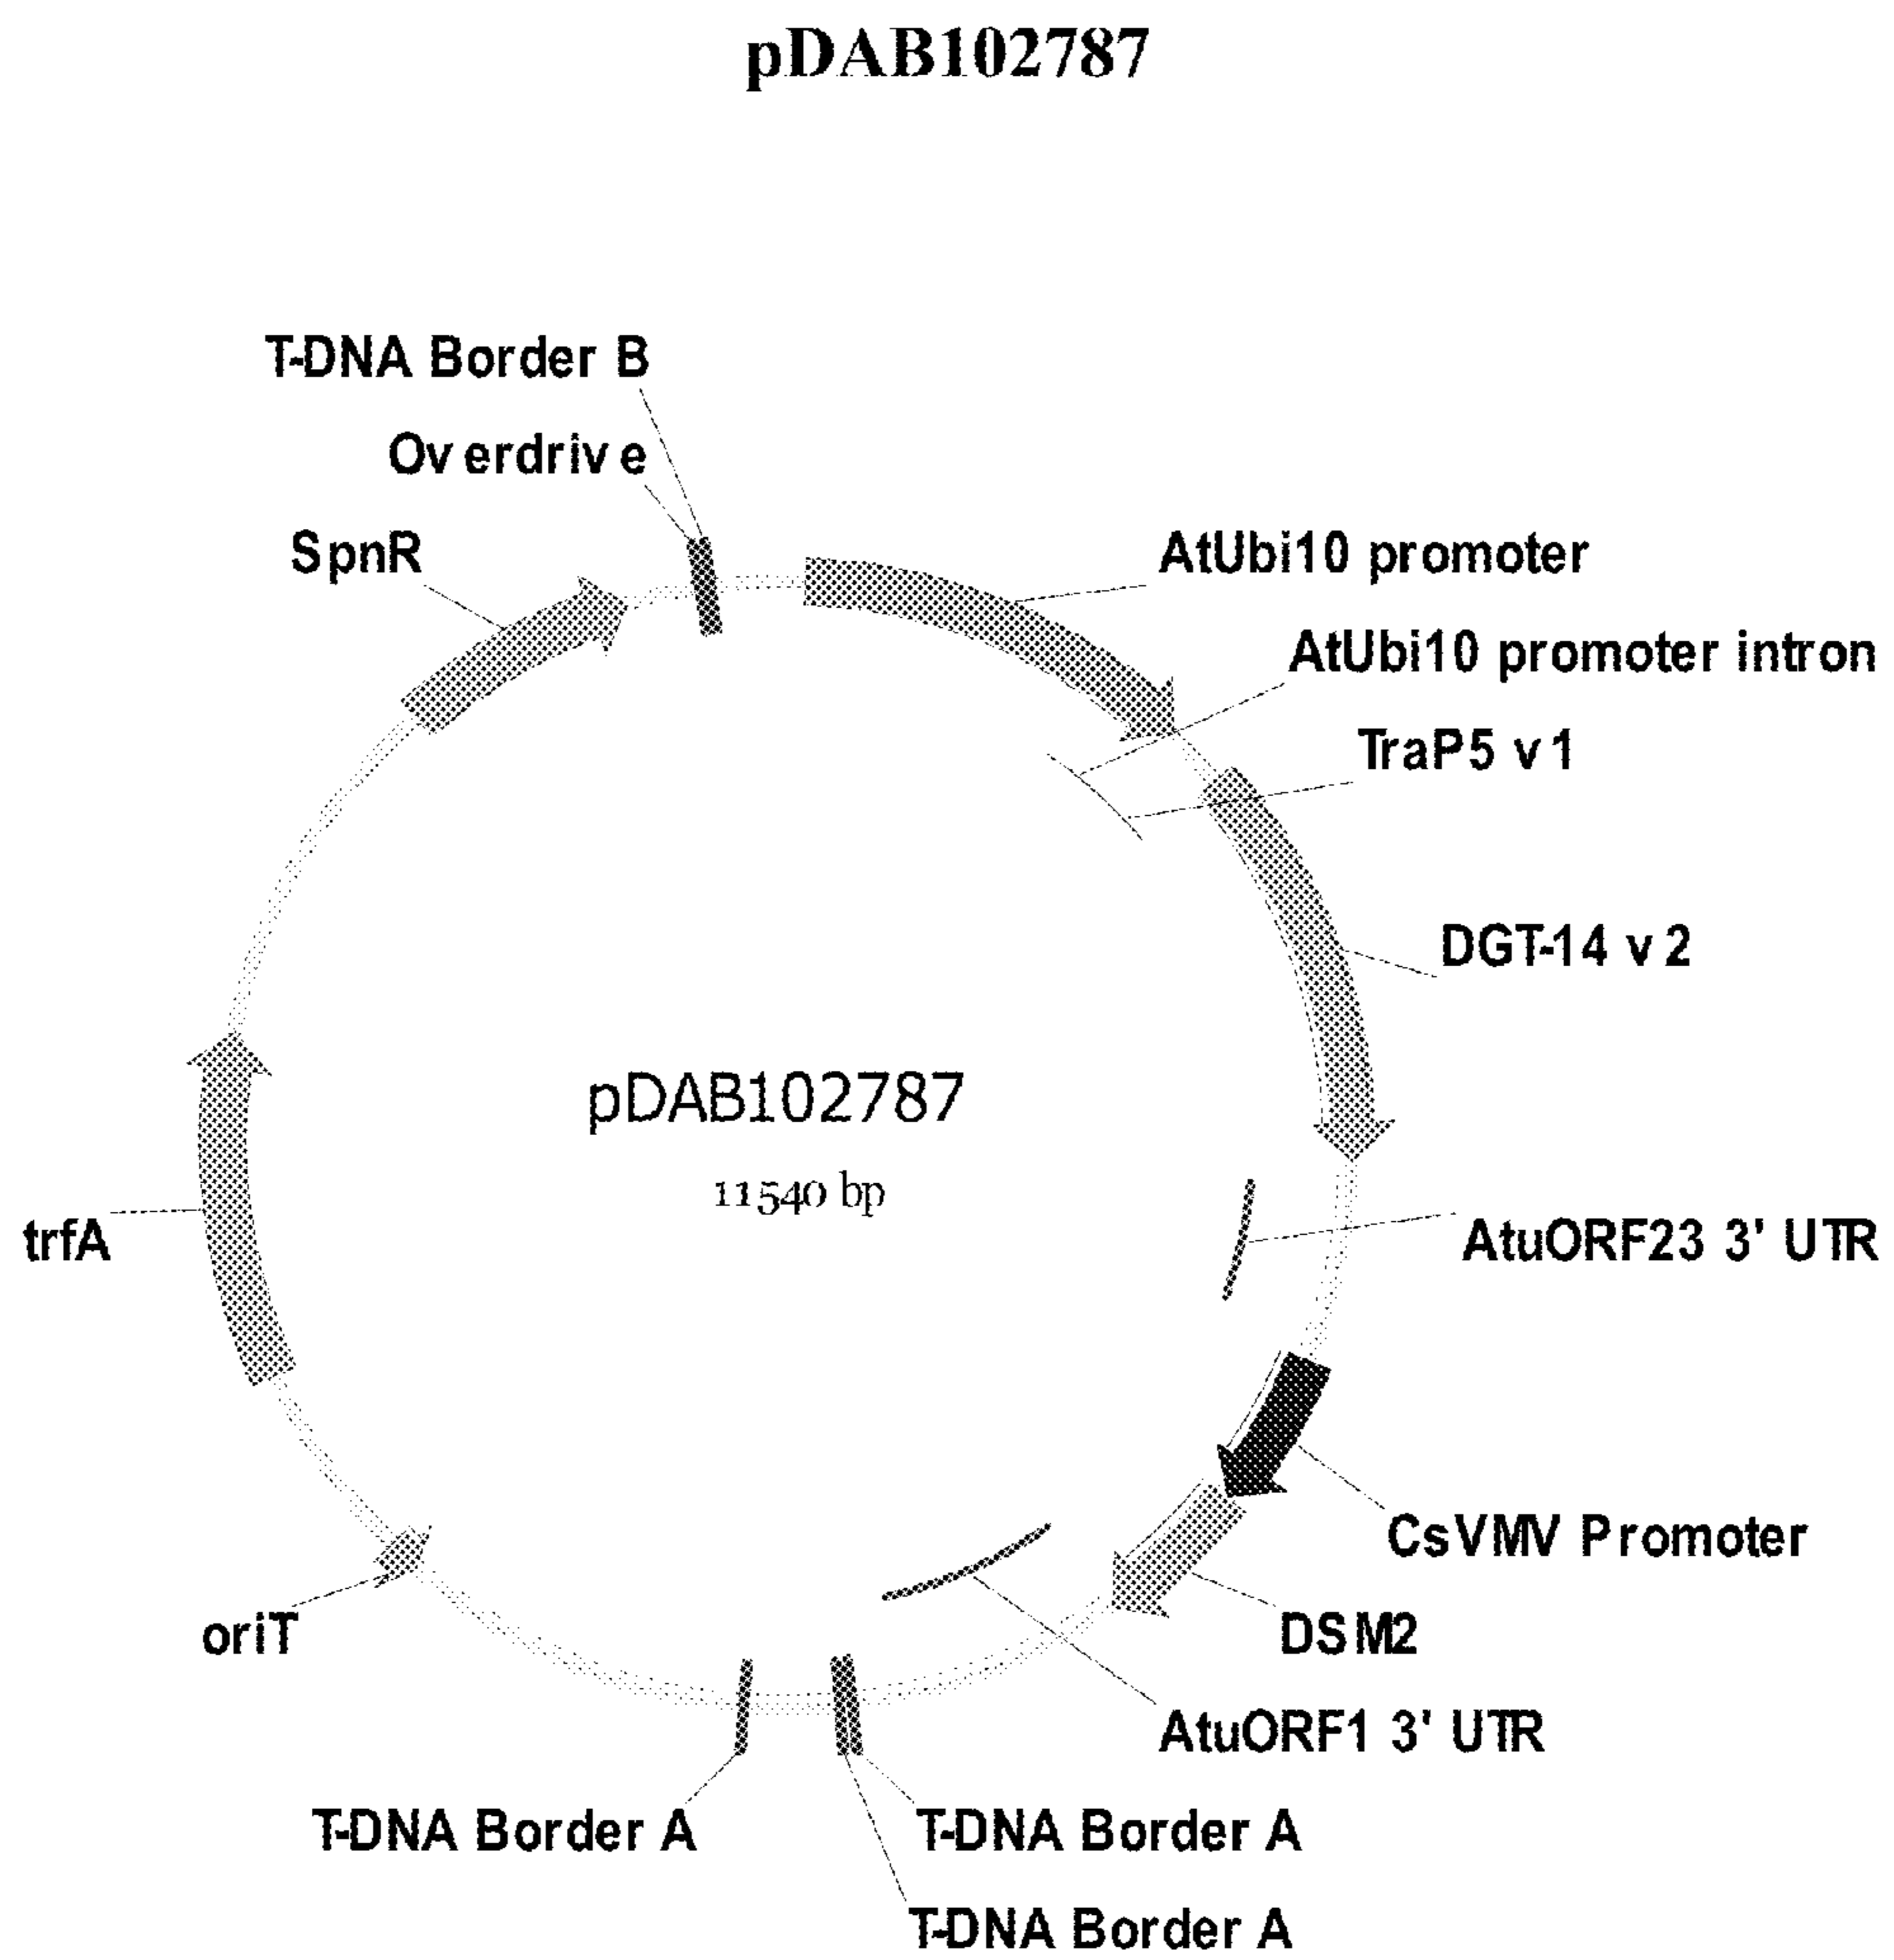 pDAB102787
T-DNA Border B
Overdrive
SpnR
AtUbi10 promoter
AtUbi10 promoter intron
TraP5 v1
DGT-14 v2
pDAB102787
11540 bp
trfA
AtuORF23 3' UTR
CsVMV Promoter
DSM2
oriT
AtuORF1 3' UTR
T-DNA Border A
T-DNA Border A
T-DNA Border A